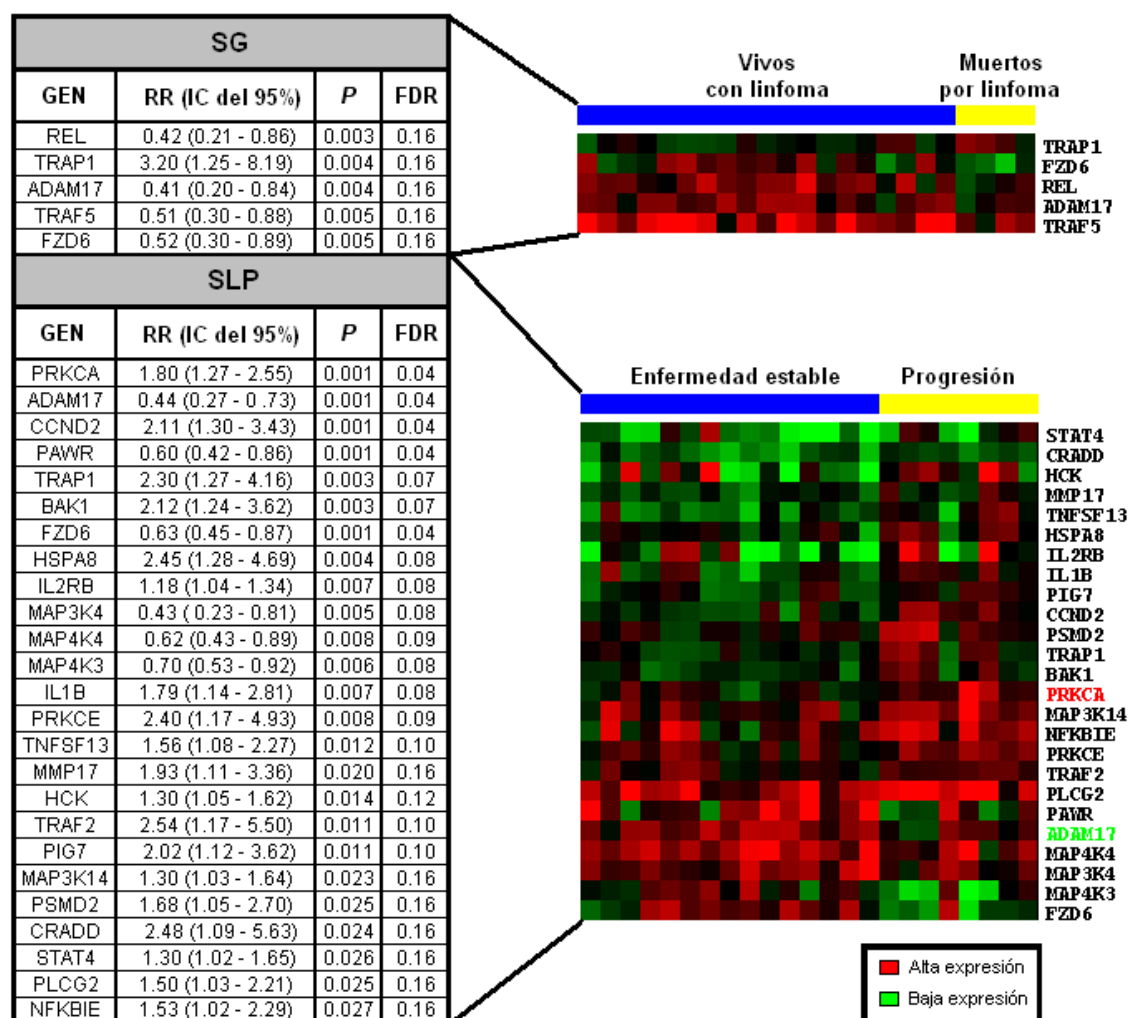 SG
GEN RR (IC del 95%) P FDR
REL 0.42 (0.21 - 0.86) 0.003 0.16
TRAP1 3.20 (1.25 - 8.19) 0.004 0.16
ADAM17 0.41 (0.20 - 0.84) 0.004 0.16
TRAF5 0.51 (0.30 - 0.88) 0.005 0.16
FZD6 0.52 (0.30 - 0.89) 0.005 0.16
SLP
GEN RR (IC del 95%) P FDR
PRKCA 1.80 (1.27 - 2.55) 0.001 0.04
ADAM17 0.44 (0.27 - 0 .73) 0.001 0.04
CCND2 2.11 (1.30 - 3.43) 0.001 0.04
PAWR 0.60 (0.42 - 0.86) 0.001 0.04
TRAP1 2.30 (1.27 - 4.16) 0.003 0.07
BAK1 2.12 (1.24 - 3.62) 0.003 0.07
FZD6 0.63 (0.45 - 0.87) 0.001 0.04
HSPA8 2.45 (1.28 - 4.69) 0.004 0.08
IL2RB 1.18 (1.04 - 1.34) 0.007 0.08
MAP3K4 0.43 ( 0.23 - 0.81) 0.005 0.08
MAP4K4 0.62 (0.43 - 0.89) 0.008 0.09
MAP4K3 0.70 (0.53 - 0.92) 0.006 0.08
IL1B 1.79 (1.14 - 2.81) 0.007 0.08
PRKCE 2.40 (1.17 - 4.93) 0.008 0.09
TNFSF13 1.56 (1.08 - 2.27) 0.012 0.10
MMP17 1.93 (1.11 - 3.36) 0.020 0.16
HCK 1.30 (1.05 - 1.62) 0.014 0.12
TRAF2 2.54 (1.17 - 5.50) 0.011 0.10
PIG7 2.02 (1.12 - 3.62) 0.011 0.10
MAP3K14 1.30 (1.03 - 1.64) 0.023 0.16
PSMD2 1.68 (1.05 - 2.70) 0.025 0.16
CRADD 2.48 (1.09 - 5.63) 0.024 0.16
STAT4 1.30 (1.02 - 1.65) 0.026 0.16
PLCG2 1.50 (1.03 - 2.21) 0.025 0.16
NFKBIE 1.53 (1.02 - 2.29) 0.027 0.16
Vivos
con linfoma
Muertos
por linfoma
TRAP1
FZD6
REL
ADAM17
TRAF5
Enfermedad estable
Progresión
STAT4
CRADD
HCK
MMP17
TNFSF13
HSPA8
IL2RB
IL1B
PIG7
CCND2
PSMD2
TRAP1
BAK1
PRKCA
MAP3K14
NFKBIE
PRKCE
TRAF2
PLCG2
PAWR
ADAM17
MAP4K4
MAP3K4
MAP4K3
FZD6
Alta expresión
Baja expresión